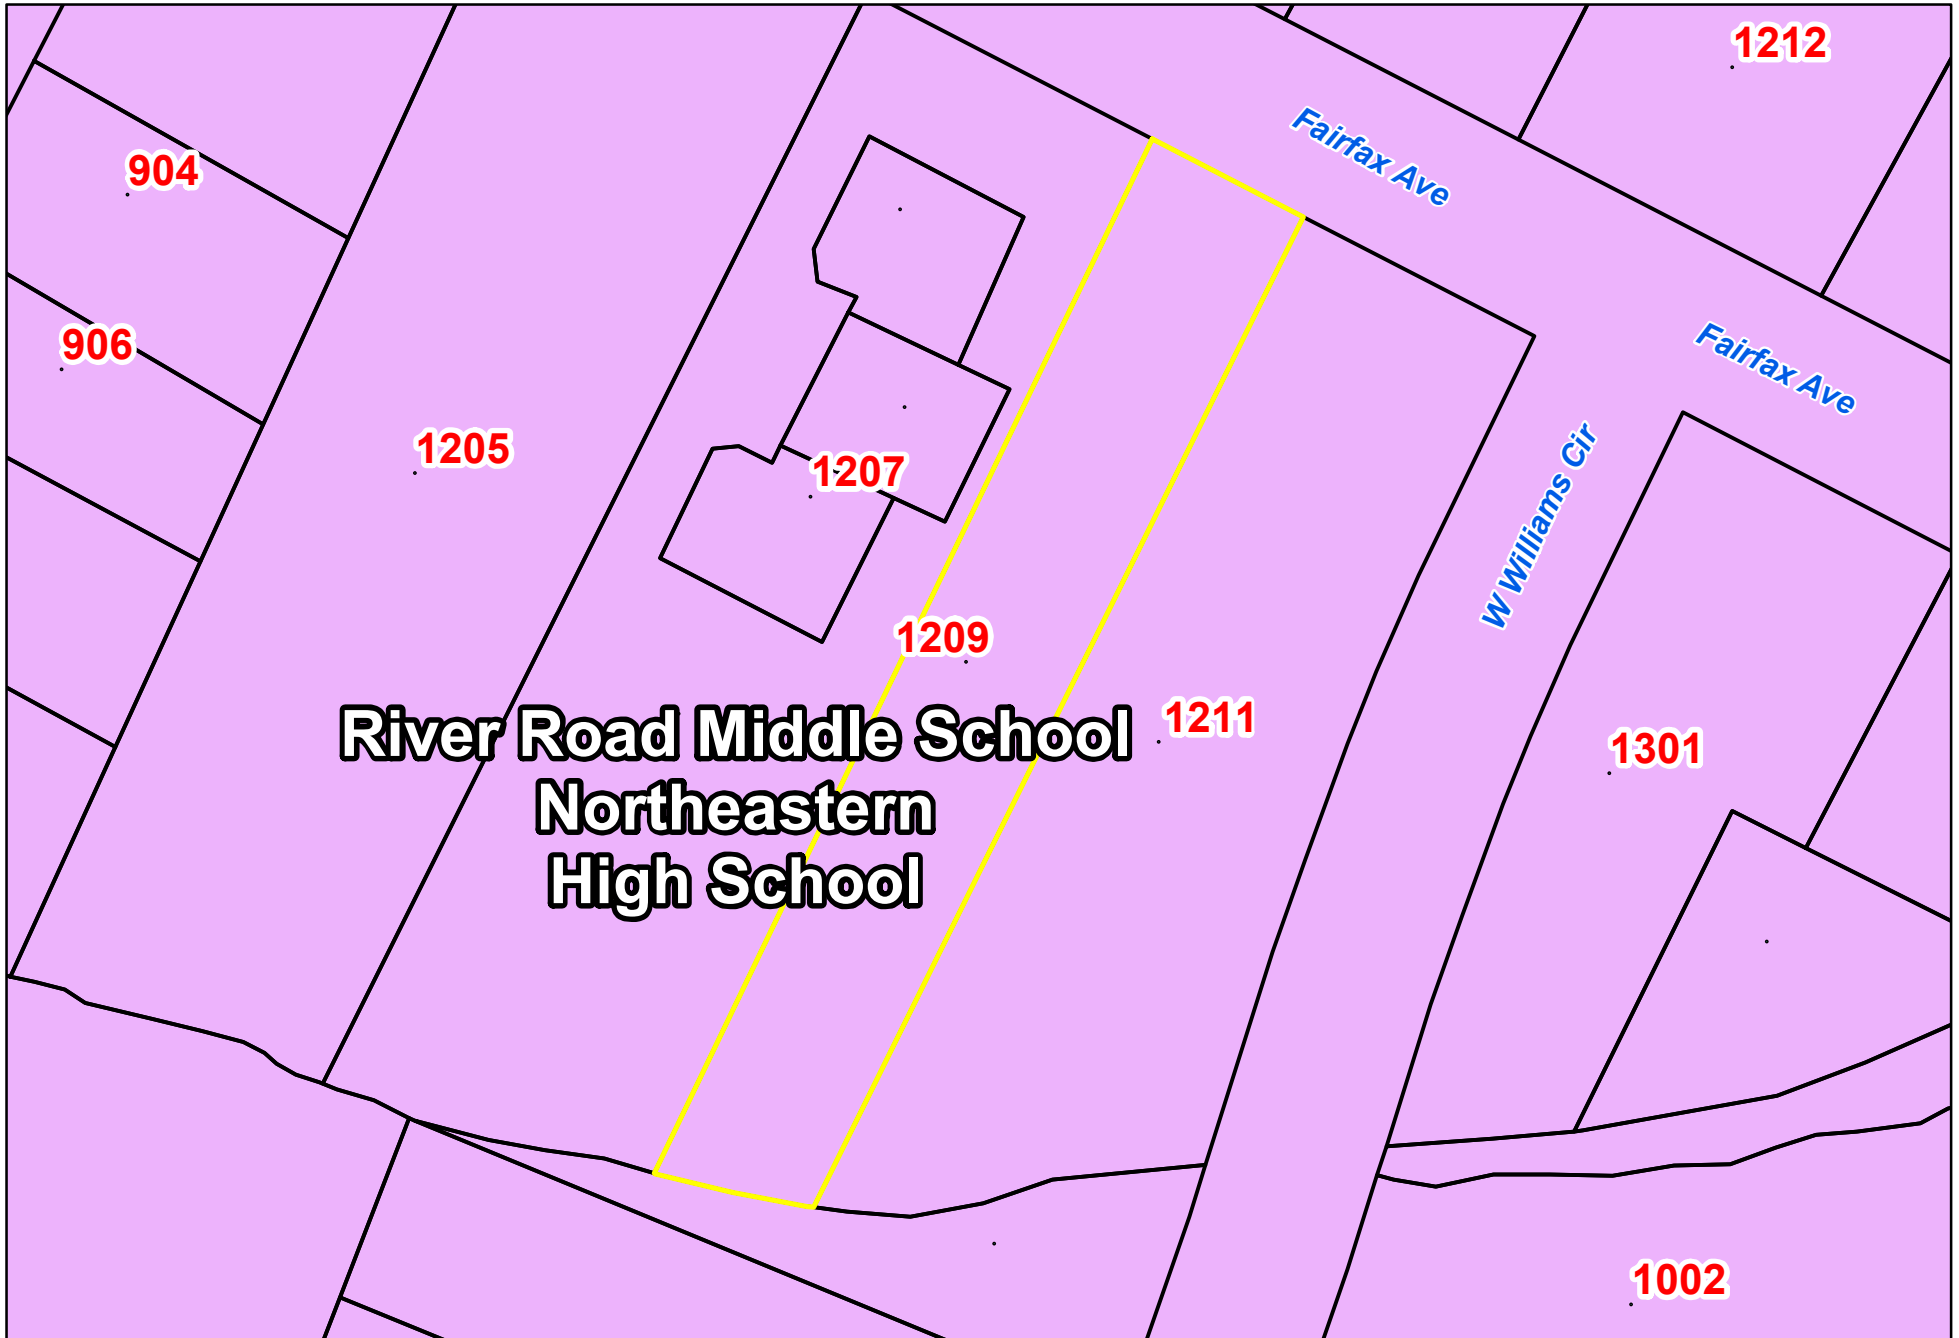 1212
Fairfax Ave
904
906
Fairfax Ave
1205
1207
W Williams Cir
1209
1211
River Road Middle School
Northeastern
High School
1301
1002